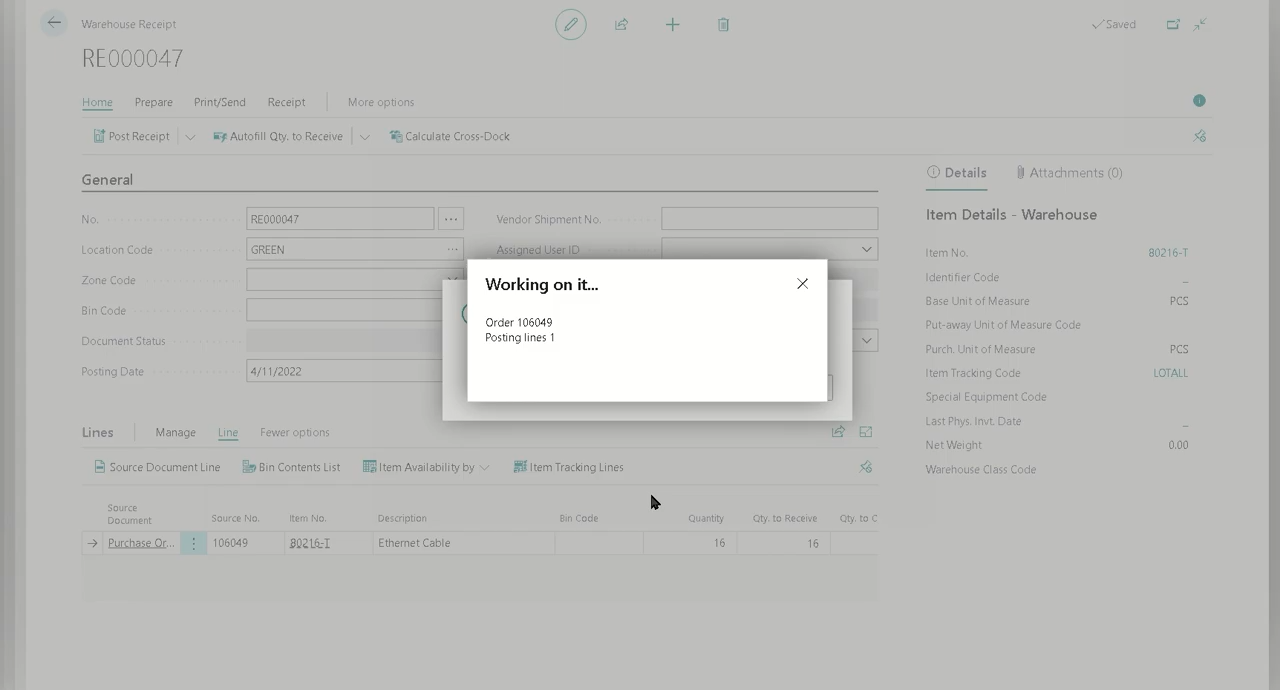 Warehouse Receipt
Saved
RE000047
Home Prepare Print/Send Receipt More options
Post Receipt Autofill Qty. to Receive Calculate Cross-Dock
General
Details Attachments (0)
Item Details - Warehouse
No. RE000047 ... Vendor Shipment No.
Location Code GREEN ... Assigned User ID
Zone Code
Bin Code
Document Status
Posting Date 4/11/2022
Working on it...
Order 106049
Posting lines 1
Item No. 80216-T
Identifier Code _
Base Unit of Measure PCS
Put-away Unit of Measure Code
Purch. Unit of Measure PCS
Item Tracking Code LOTALL
Special Equipment Code
Last Phys. Invt. Date _
Net Weight 0.00
Warehouse Class Code
Lines Manage Line Fewer options
Source Document Line Bin Contents List Item Availability by Item Tracking Lines
Source Document Source No. Item No. Description Bin Code Quantity Qty. to Receive Qty. to C
Purchase Or... 106049 80216-T Ethernet Cable 16 16